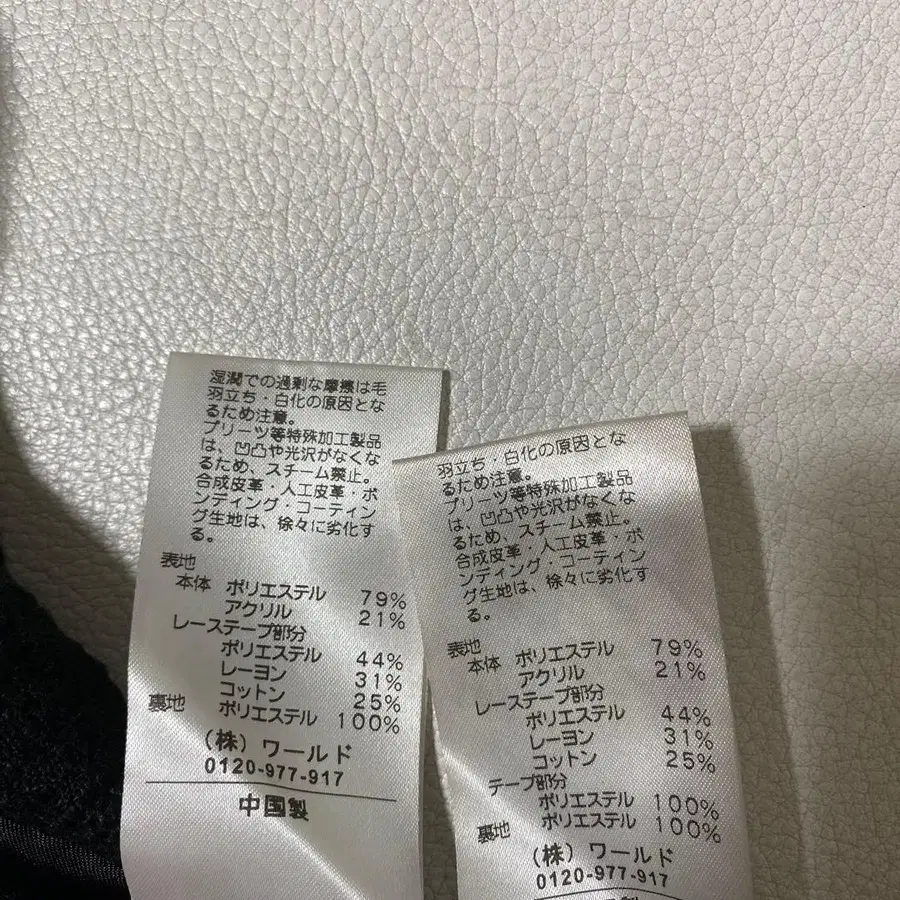 湿潤での過剰な摩擦は毛
羽立ち・白化の原因とな
るため注意。
プリーツ等特殊加工製品
は、凹凸や光沢がなくな
るため、スチーム禁止。
合成皮革・人工皮革・ボ
ンディング・コーティン
グ生地は、徐々に劣化す
る。
表地
本体 ポリエステル 79%
アクリル 21%
レーステープ部分
ポリエステル 44%
レーヨン 31%
コットン 25%
裏地 ポリエステル 100%
(株) ワールド
0120-977-917
中国製
羽立ち・白化の原因とな
るため注意。
プリーツ等特殊加工製品
は、凹凸や光沢がなくな
るため、スチーム禁止。
合成皮革・人工皮革・ボ
ンディング・コーティン
グ生地は、徐々に劣化す
る。
表地
本体 ポリエステル 79%
アクリル 21%
レーステープ部分
ポリエステル 44%
レーヨン 31%
コットン 25%
テープ部分
ポリエステル 100%
裏地 ポリエステル 100%
(株) ワールド
0120-977-917